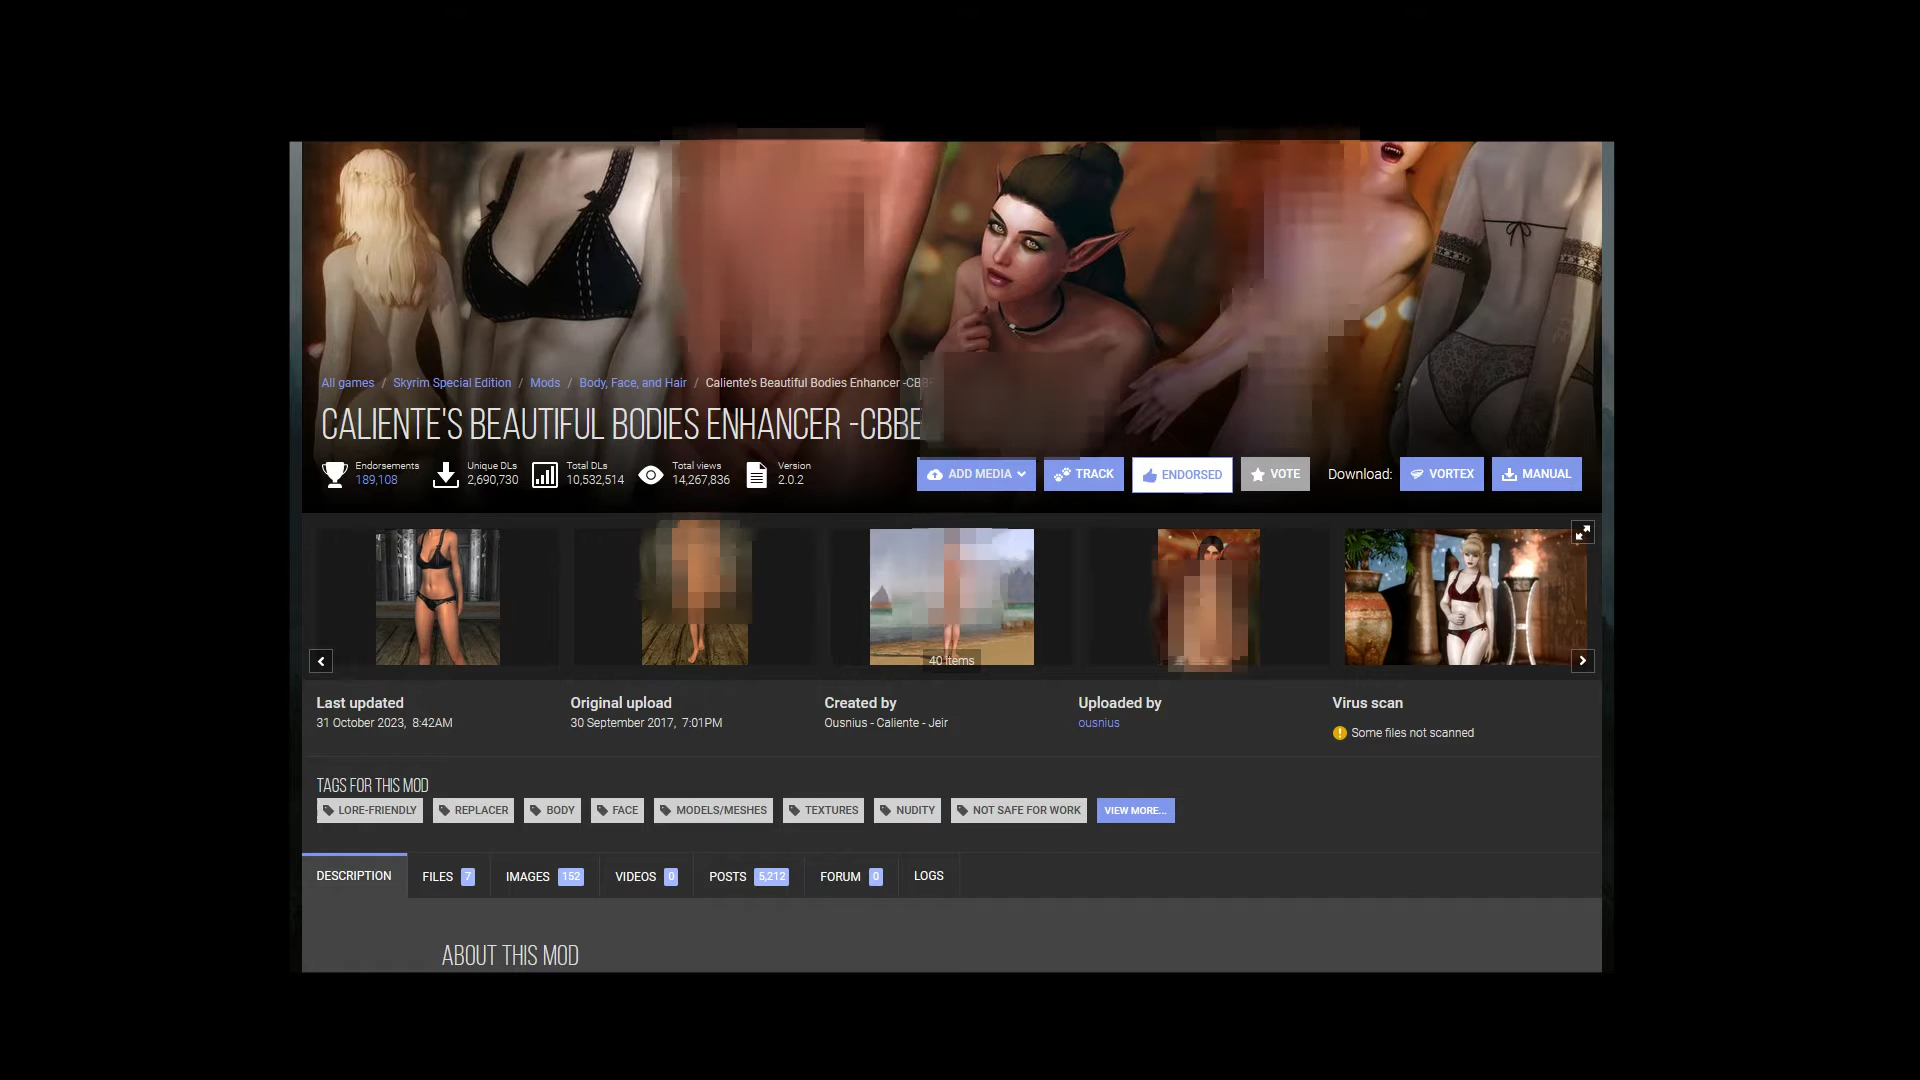 All games / Skyrim Special Edition / Mods / Body, Face, and Hair / Caliente's Beautiful Bodies Enhancer -CBBE
CALIENTE'S BEAUTIFUL BODIES ENHANCER -CBBE
Endorsements
189,108
Unique DLs
2,690,730
Total DLs
10,532,514
Total views
14,267,836
Version
2.0.2
ADD MEDIA
TRACK
ENDORSED
VOTE
Download:
VORTEX
MANUAL
40 items
Last updated
31 October 2023, 8:42AM
Original upload
30 September 2017, 7:01PM
Created by
Ousnius - Caliente - Jeir
Uploaded by
ousnius
Virus scan
Some files not scanned
TAGS FOR THIS MOD
LORE-FRIENDLY REPLACER BODY FACE MODELS/MESHES TEXTURES NUDITY NOT SAFE FOR WORK VIEW MORE...
DESCRIPTION FILES 7 IMAGES 152 VIDEOS 0 POSTS 5,212 FORUM 0 LOGS
ABOUT THIS MOD